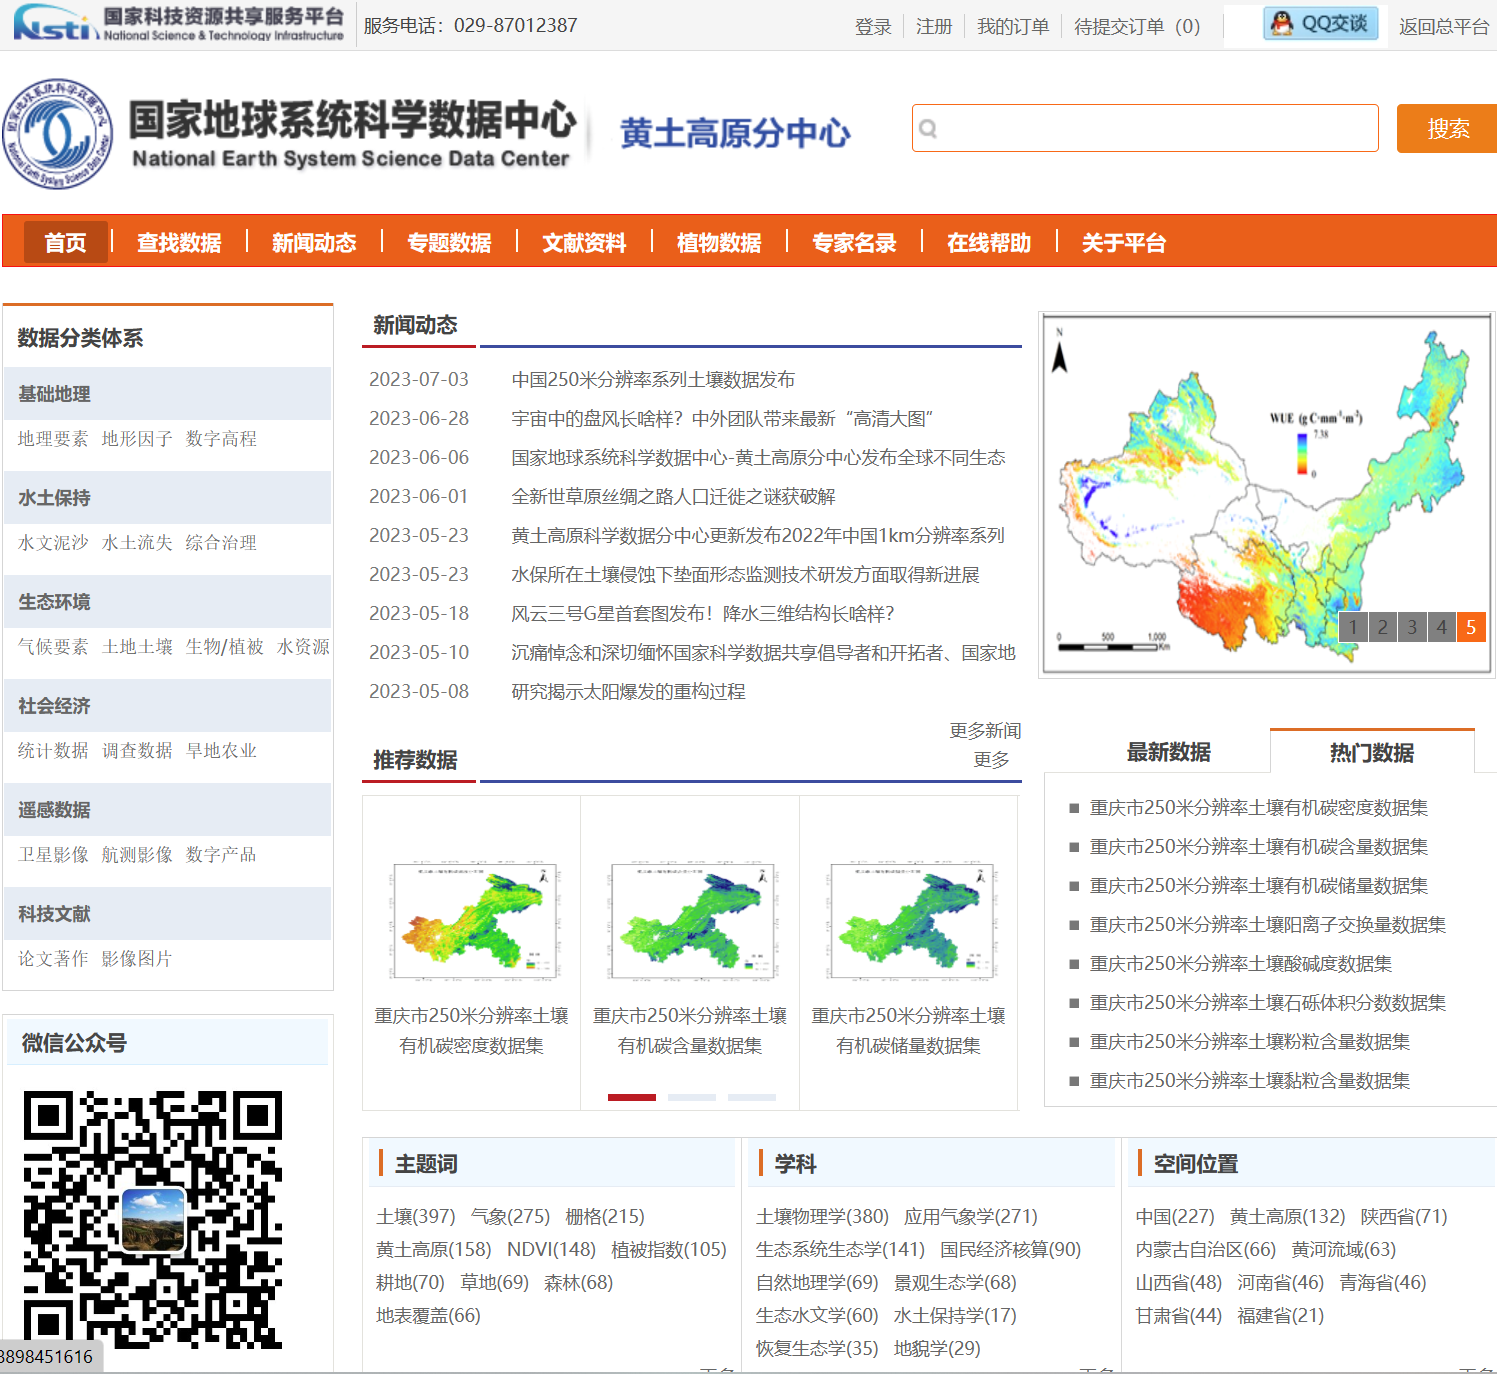 Nsti 国家科技资源共享服务平台
National Science & Technology Infrastructure
服务电话：029-87012387
登录 注册 我的订单 待提交订单（0） QQ交谈 返回总平台
国家地球系统科学数据中心
National Earth System Science Data Center
黄土高原分中心
搜索
首页 查找数据 新闻动态 专题数据 文献资料 植物数据 专家名录 在线帮助 关于平台
数据分类体系
基础地理
地理要素 地形因子 数字高程
水土保持
水文泥沙 水土流失 综合治理
生态环境
气候要素 土地土壤 生物/植被 水资源
社会经济
统计数据 调查数据 旱地农业
遥感数据
卫星影像 航测影像 数字产品
科技文献
论文著作 影像图片
微信公众号
3898451616
新闻动态
2023-07-03 中国250米分辨率系列土壤数据发布
2023-06-28 宇宙中的盘风长啥样？中外团队带来最新“高清大图”
2023-06-06 国家地球系统科学数据中心-黄土高原分中心发布全球不同生态
2023-06-01 全新世草原丝绸之路人口迁徙之谜获破解
2023-05-23 黄土高原科学数据分中心更新发布2022年中国1km分辨率系列
2023-05-23 水保所在土壤侵蚀下垫面形态监测技术研发方面取得新进展
2023-05-18 风云三号G星首套图发布！降水三维结构长啥样？
2023-05-10 沉痛悼念和深切缅怀国家科学数据共享倡导者和开拓者、国家地
2023-05-08 研究揭示太阳爆发的重构过程
更多新闻
N
WUE (g C·mm⁻¹·m⁻²)
7.38
0
0 500 1,000
Km
1 2 3 4 5
推荐数据
更多
重庆市250米分辨率土壤
有机碳密度数据集
重庆市250米分辨率土壤
有机碳含量数据集
重庆市250米分辨率土壤
有机碳储量数据集
最新数据 热门数据
重庆市250米分辨率土壤有机碳密度数据集
重庆市250米分辨率土壤有机碳含量数据集
重庆市250米分辨率土壤有机碳储量数据集
重庆市250米分辨率土壤阳离子交换量数据集
重庆市250米分辨率土壤酸碱度数据集
重庆市250米分辨率土壤石砾体积分数数据集
重庆市250米分辨率土壤粉粒含量数据集
重庆市250米分辨率土壤黏粒含量数据集
主题词
土壤(397) 气象(275) 栅格(215)
黄土高原(158) NDVI(148) 植被指数(105)
耕地(70) 草地(69) 森林(68)
地表覆盖(66)
学科
土壤物理学(380) 应用气象学(271)
生态系统生态学(141) 国民经济核算(90)
自然地理学(69) 景观生态学(68)
生态水文学(60) 水土保持学(17)
恢复生态学(35) 地貌学(29)
空间位置
中国(227) 黄土高原(132) 陕西省(71)
内蒙古自治区(66) 黄河流域(63)
山西省(48) 河南省(46) 青海省(46)
甘肃省(44) 福建省(21)